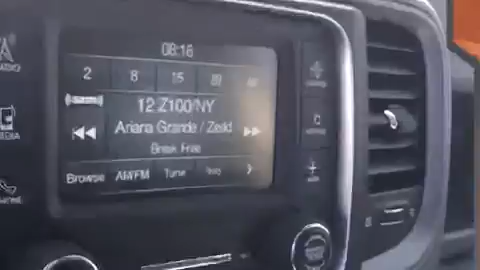 08:16
2 8 15
12 Z100/NY
Ariana Grande / Zedd
Break Free
Browse AM/FM Tune